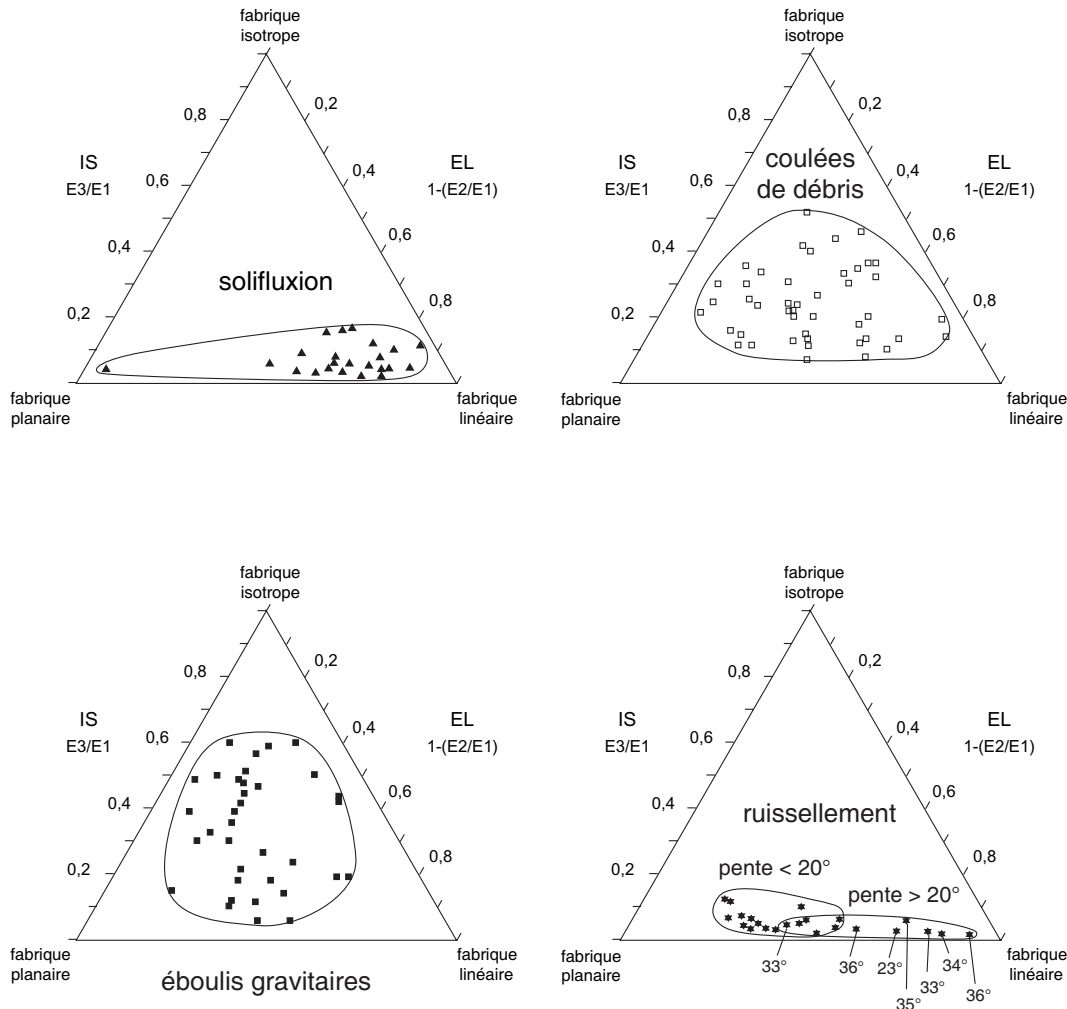 fabrique
isotrope
0,2
0,8
IS
E3/E1
EL
1-(E2/E1)
0,6
0,4
0,4
0,6
solifluxion
0,2
0,8
fabrique
planaire
fabrique
linéaire
fabrique
isotrope
0,2
0,8
IS
E3/E1
coulées
de débris
EL
1-(E2/E1)
0,6
0,4
0,4
0,6
0,2
0,8
fabrique
planaire
fabrique
linéaire
fabrique
isotrope
0,2
0,8
IS
E3/E1
EL
1-(E2/E1)
0,6
0,4
0,4
0,6
0,2
0,8
fabrique
planaire
fabrique
linéaire
éboulis gravitaires
fabrique
isotrope
0,2
0,8
IS
E3/E1
EL
1-(E2/E1)
0,6
0,4
0,4
0,6
ruissellement
0,2
0,8
pente < 20°
pente > 20°
fabrique
planaire
fabrique
linéaire
33°
36°
23°
34°
35°
33°
36°